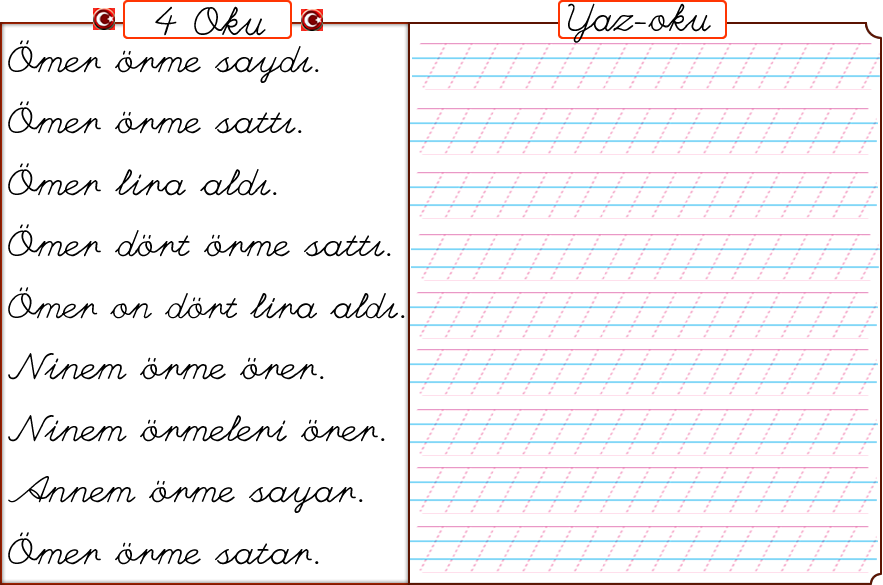 4 Oku
Yaz-oku
Ömer örme saydı.
Ömer örme sattı.
Ömer lira aldı.
Ömer dört örme sattı.
Ömer on dört lira aldı.
Ninem örme örer.
Ninem örmeleri örer.
Annem örme sayar.
Ömer örme satar.